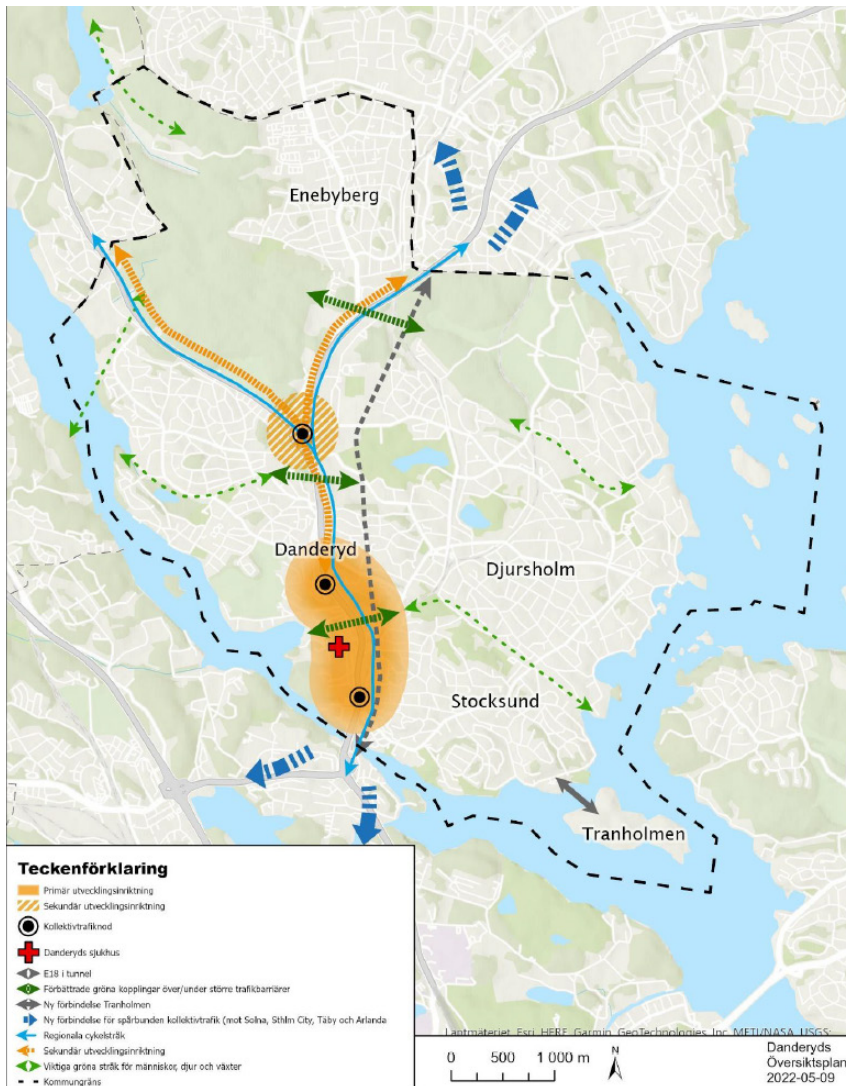 Enebyberg
Danderyd
Djursholm
Stocksund
Tranholmen
Teckenförklaring
Primär utvecklingsinriktning
Sekundär utvecklingsinriktning
Kollektivtrafiknod
Danderyds sjukhus
E18 i tunnel
Förbättrade gröna kopplingar över/under större trafikbarriärer
Ny förbindelse Tranholmen
Ny förbindelse för spårbunden kollektivtrafik (mot Solna, Sthlm City, Täby och Arlanda
Regionala cykelstråk
Sekundär utvecklingsinriktning
Viktiga gröna stråk för människor, djur och växter
Kommungräns
Lantmäteriet, Esri, HERE, Garmin, GeoTechnologies, Inc, METI/NASA, USGS;
0 500 1 000 m
N
Danderyds
Översiktsplan
2022-05-09